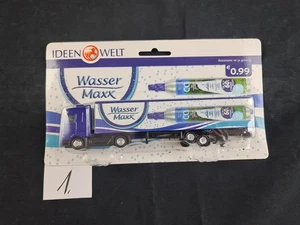 IDEEN WELT
€0.99
Wasser
Maxx
Wasser
Maxx
1.